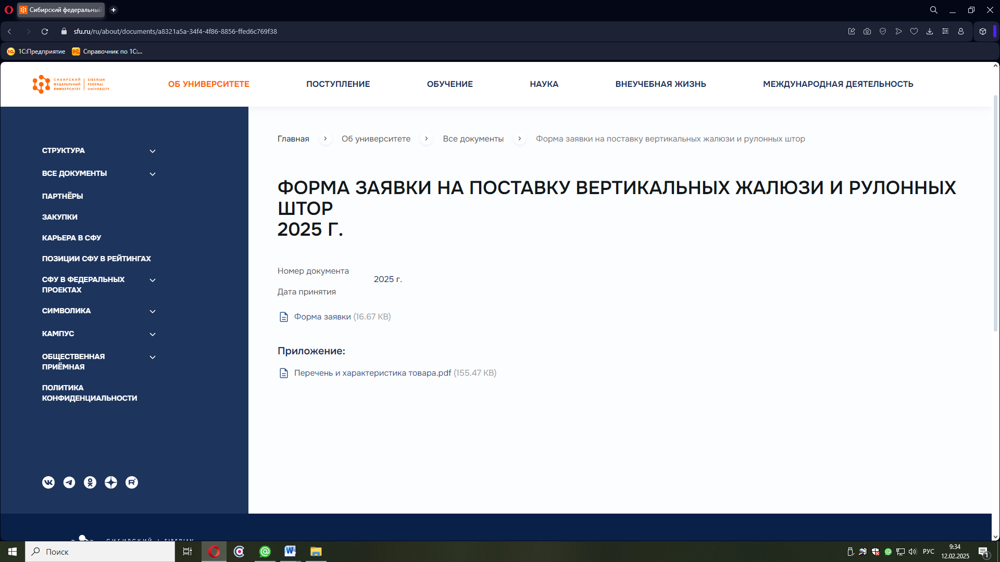 Сибирский федеральный
sfu.ru/ru/about/documents/a8321a5a-34f4-4f86-8856-ffed6c769f38
1С:Предприятие
Справочник по 1С:...
СИБИРСКИЙ ФЕДЕРАЛЬНЫЙ УНИВЕРСИТЕТ
SIBERIAN FEDERAL UNIVERSITY
ОБ УНИВЕРСИТЕТЕ
ПОСТУПЛЕНИЕ
ОБУЧЕНИЕ
НАУКА
ВНЕУЧЕБНАЯ ЖИЗНЬ
МЕЖДУНАРОДНАЯ ДЕЯТЕЛЬНОСТЬ
СТРУКТУРА
ВСЕ ДОКУМЕНТЫ
ПАРТНЁРЫ
ЗАКУПКИ
КАРЬЕРА В СФУ
ПОЗИЦИИ СФУ В РЕЙТИНГАХ
СФУ В ФЕДЕРАЛЬНЫХ
ПРОЕКТАХ
СИМВОЛИКА
КАМПУС
ОБЩЕСТВЕННАЯ
ПРИЁМНАЯ
ПОЛИТИКА
КОНФИДЕНЦИАЛЬНОСТИ
Главная
Об университете
Все документы
Форма заявки на поставку вертикальных жалюзи и рулонных штор
ФОРМА ЗАЯВКИ НА ПОСТАВКУ ВЕРТИКАЛЬНЫХ ЖАЛЮЗИ И РУЛОННЫХ
ШТОР
2025 Г.
Номер документа
2025 г.
Дата принятия
Форма заявки (16.67 KB)
Приложение:
Перечень и характеристика товара.pdf (155.47 KB)
СИБИРСКИЙ
SIBERIAN
Поиск
РУС
9:34
12.02.2025
1